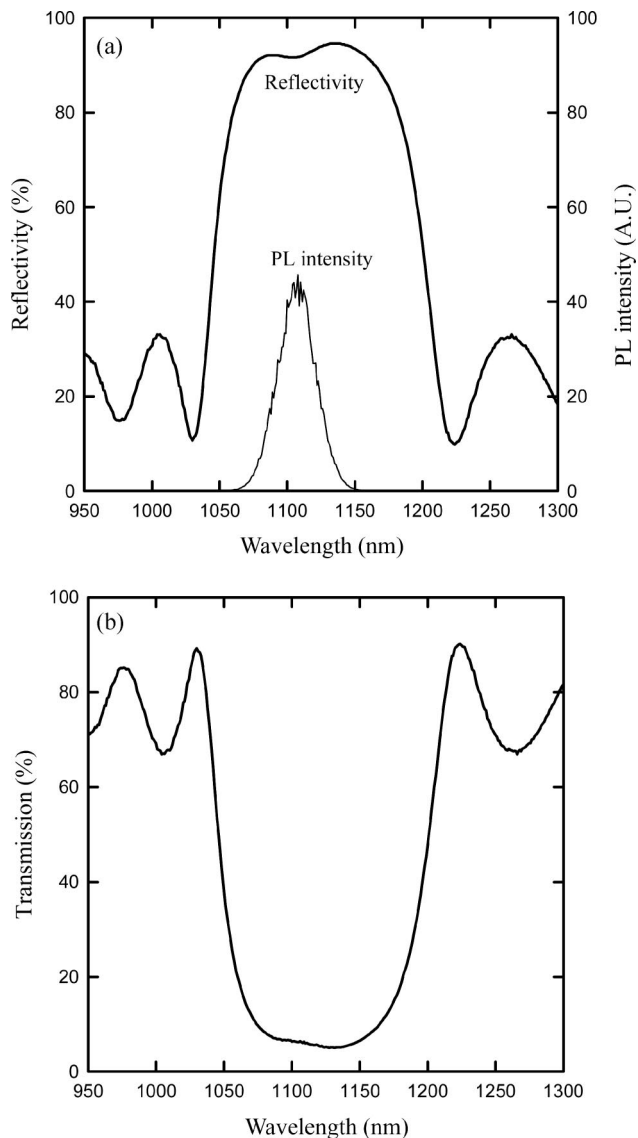 100
(a)
100
80
Reflectivity
80
60
60
PL intensity
40
40
20
20
0
0
950 1000 1050 1100 1150 1200 1250 1300
Wavelength (nm)
Reflectivity (%)
PL intensity (A.U.)
100
(b)
80
60
40
20
0
950 1000 1050 1100 1150 1200 1250 1300
Wavelength (nm)
Transmission (%)